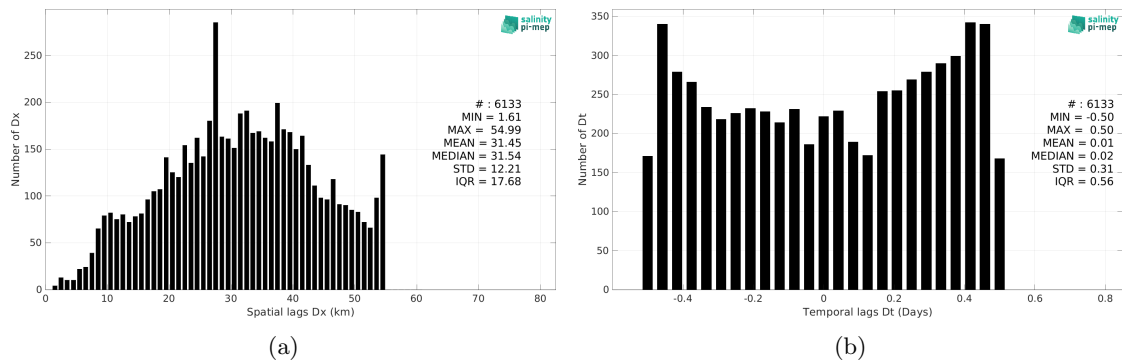 salinity
pi-mep
Number of Dx
250
200
150
100
50
0
# : 6133
MIN = 1.61
MAX = 54.99
MEAN = 31.45
MEDIAN = 31.54
STD = 12.21
IQR = 17.68
0 10 20 30 40 50 60 70 80
Spatial lags Dx (km)
(a)
salinity
pi-mep
Number of Dt
350
300
250
200
150
100
50
0
# : 6133
MIN = -0.50
MAX = 0.50
MEAN = 0.01
MEDIAN = 0.02
STD = 0.31
IQR = 0.56
-0.4 -0.2 0 0.2 0.4 0.6 0.8
Temporal lags Dt (Days)
(b)